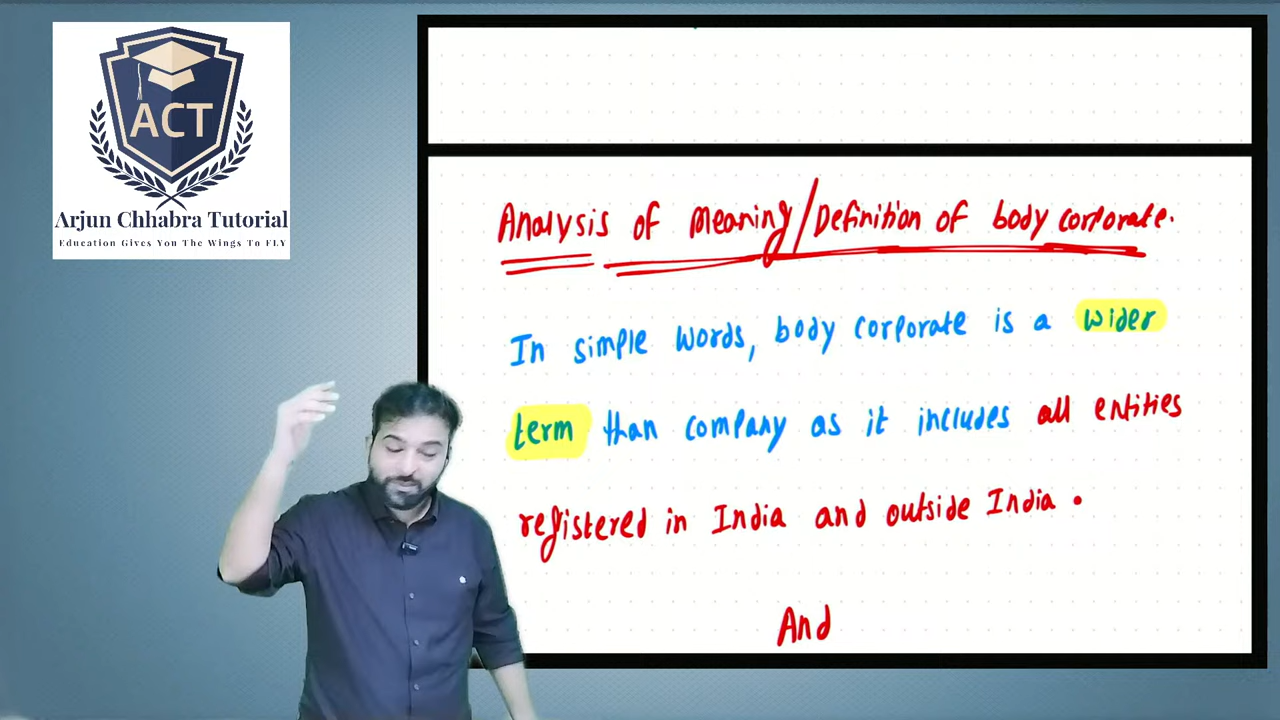 ACT
Arjun Chhabra Tutorial
Education Gives You The Wings To FLY
Analysis of Meaning/Definition of body corporate.
In simple words, body corporate is a wider
term than company as it includes all entities
registered in India and outside India.
And